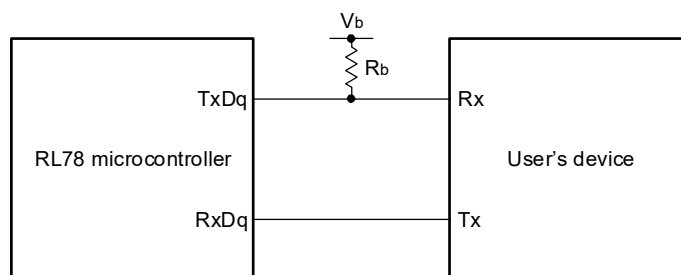 Vb
Rb
TxDq
Rx
RL78 microcontroller
User's device
RxDq
Tx